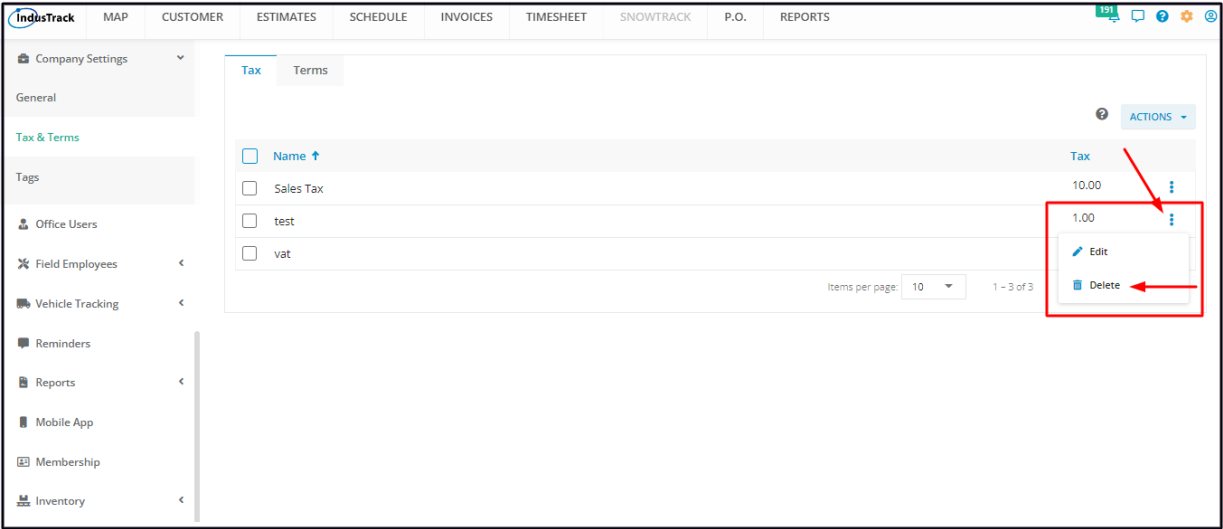 IndusTrack MAP CUSTOMER ESTIMATES SCHEDULE INVOICES TIMESHEET SNOWTRACK P.O. REPORTS 191
Company Settings
General
Tax & Terms
Tags
Office Users
Field Employees
Vehicle Tracking
Reminders
Reports
Mobile App
Membership
Inventory
Tax Terms
ACTIONS
Name Tax
Sales Tax 10.00
test 1.00
vat
Edit
Delete
Items per page: 10 1 – 3 of 3